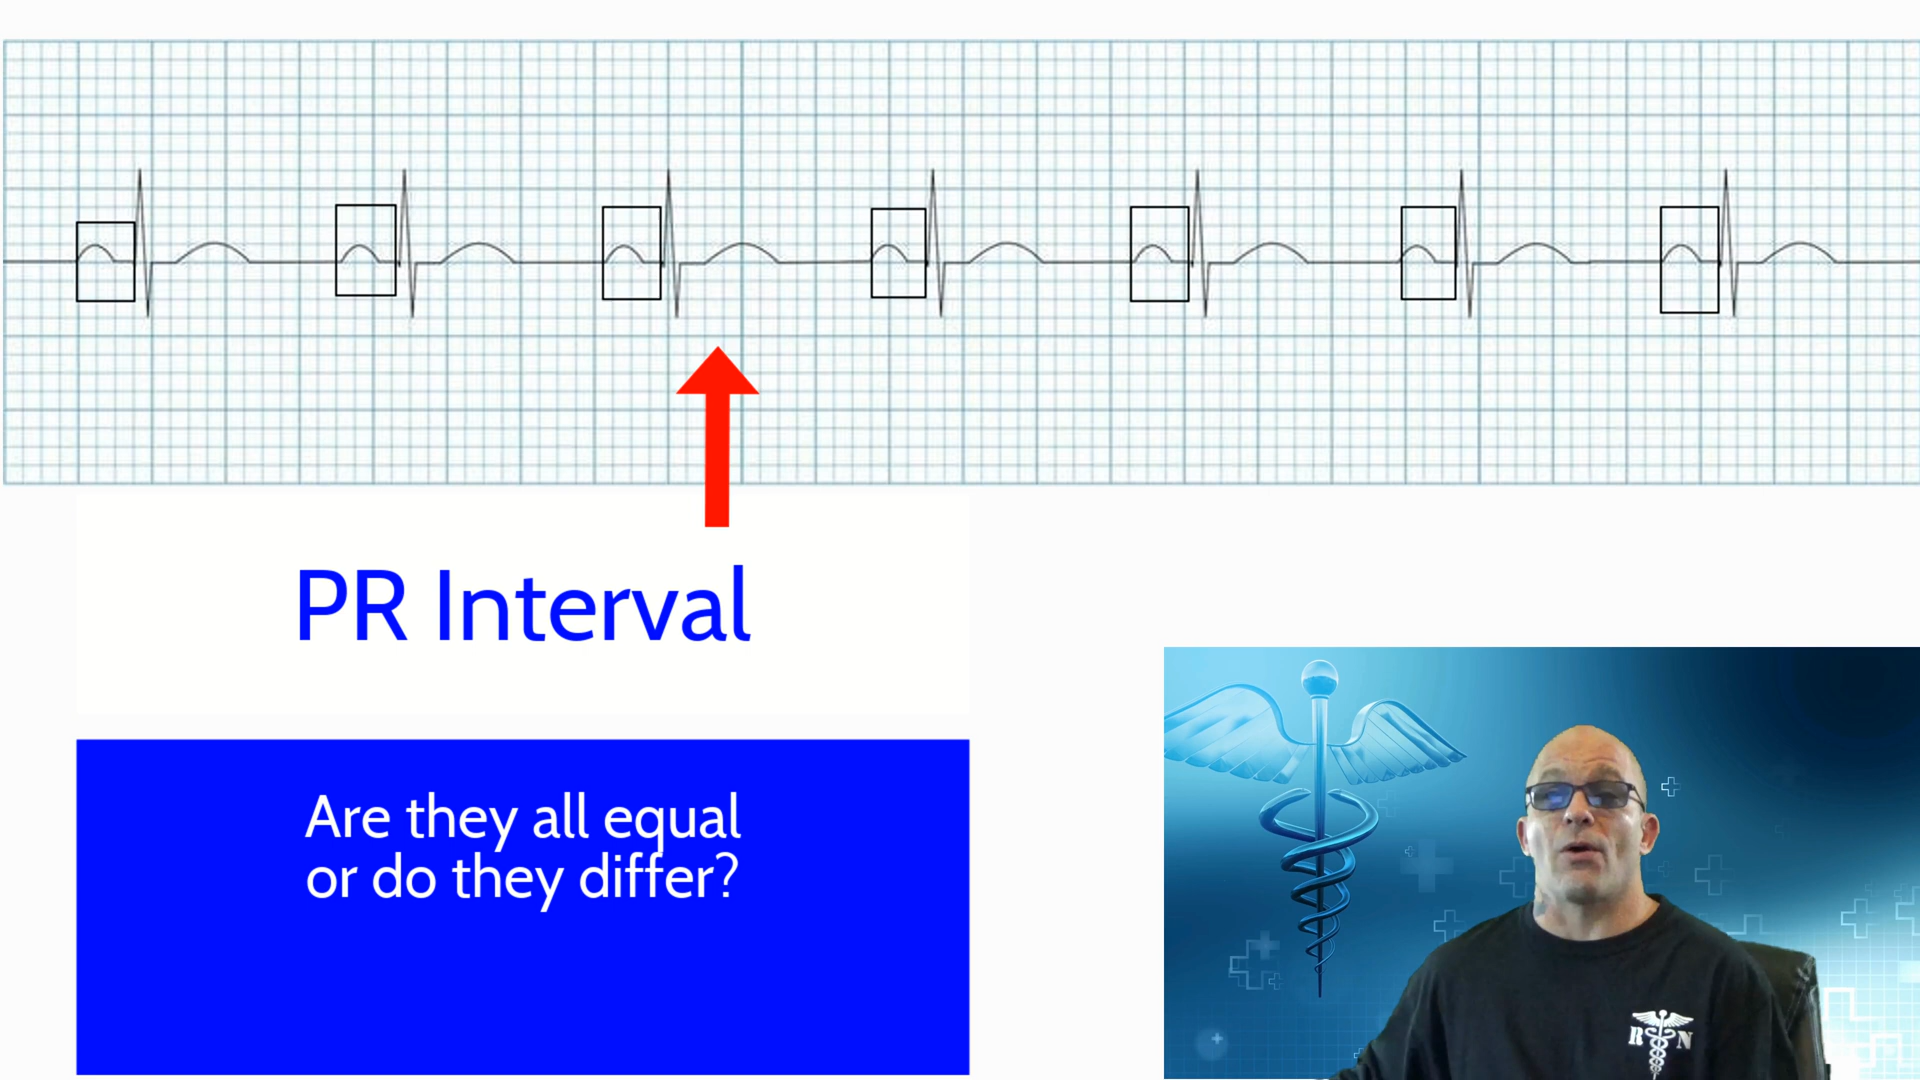 PR Interval
Are they all equal
or do they differ?
R N